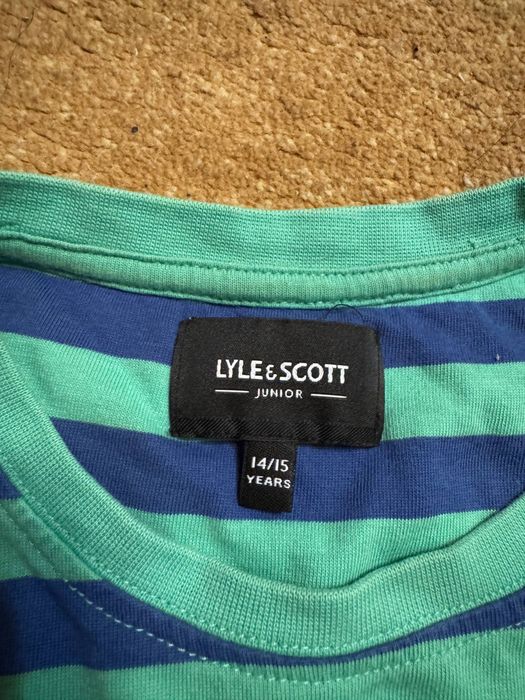 LYLE & SCOTT
JUNIOR
14/15
YEARS